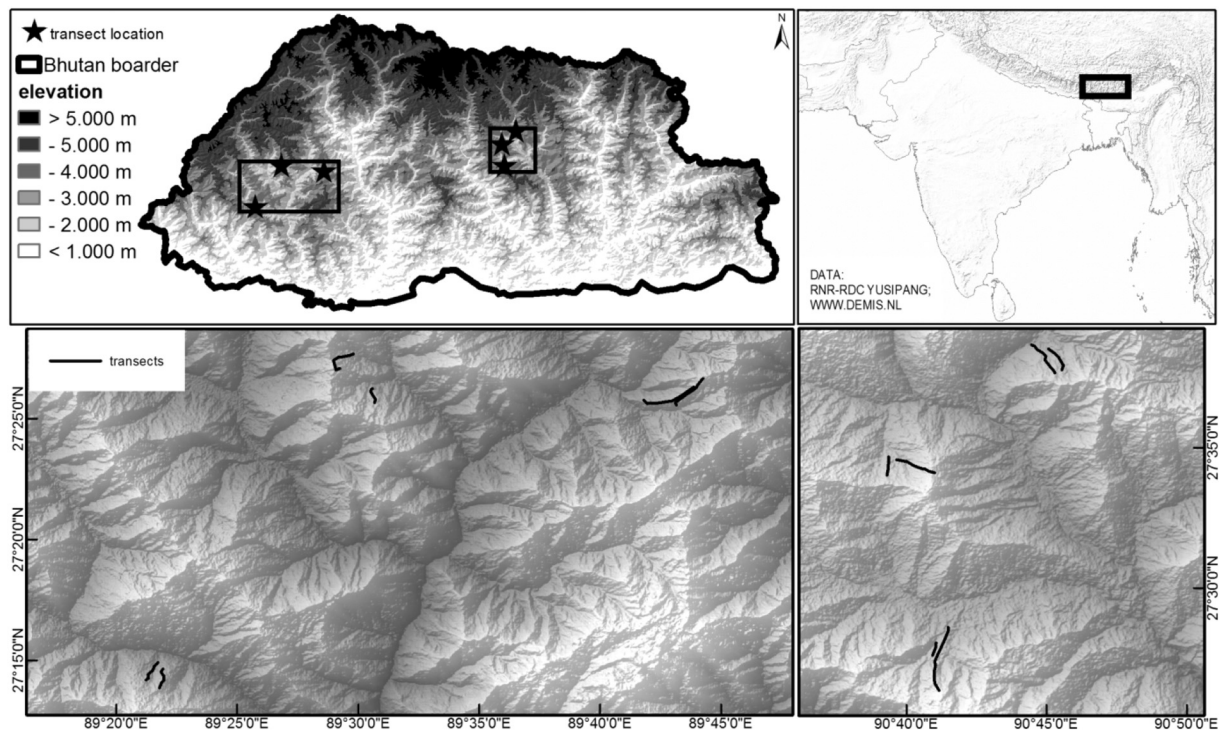 transect location
Bhutan boarder
elevation
> 5.000 m
- 5.000 m
- 4.000 m
- 3.000 m
- 2.000 m
< 1.000 m
N
DATA:
RNR-RDC YUSIPANG;
WWW.DEMIS.NL
transects
27°25'0"N
27°20'0"N
27°15'0"N
89°20'0"E 89°25'0"E 89°30'0"E 89°35'0"E 89°40'0"E 89°45'0"E
27°35'0"N
27°30'0"N
90°40'0"E 90°45'0"E 90°50'0"E